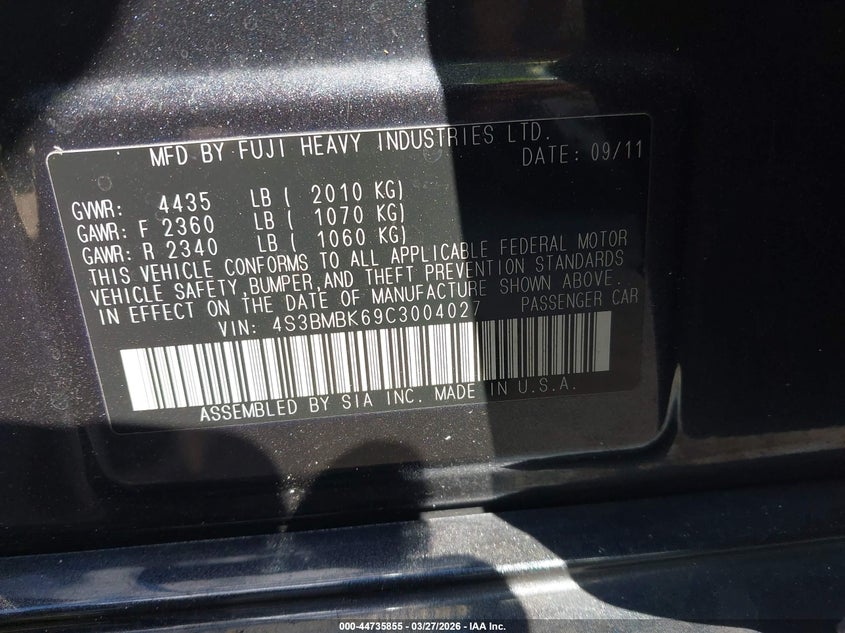 MFD BY FUJI HEAVY INDUSTRIES LTD.
DATE: 09/11
GVWR: 4435 LB ( 2010 KG)
GAWR: F 2360 LB ( 1070 KG)
GAWR: R 2340 LB ( 1060 KG)
THIS VEHICLE CONFORMS TO ALL APPLICABLE FEDERAL MOTOR
VEHICLE SAFETY,BUMPER,AND THEFT PREVENTION STANDARDS
IN EFFECT ON THE DATE OF MANUFACTURE SHOWN ABOVE.
VIN: 4S3BMBK69C3004027 PASSENGER CAR
ASSEMBLED BY SIA INC. MADE IN U.S.A.
000-44735855 — 03/27/2026 — IAA Inc.